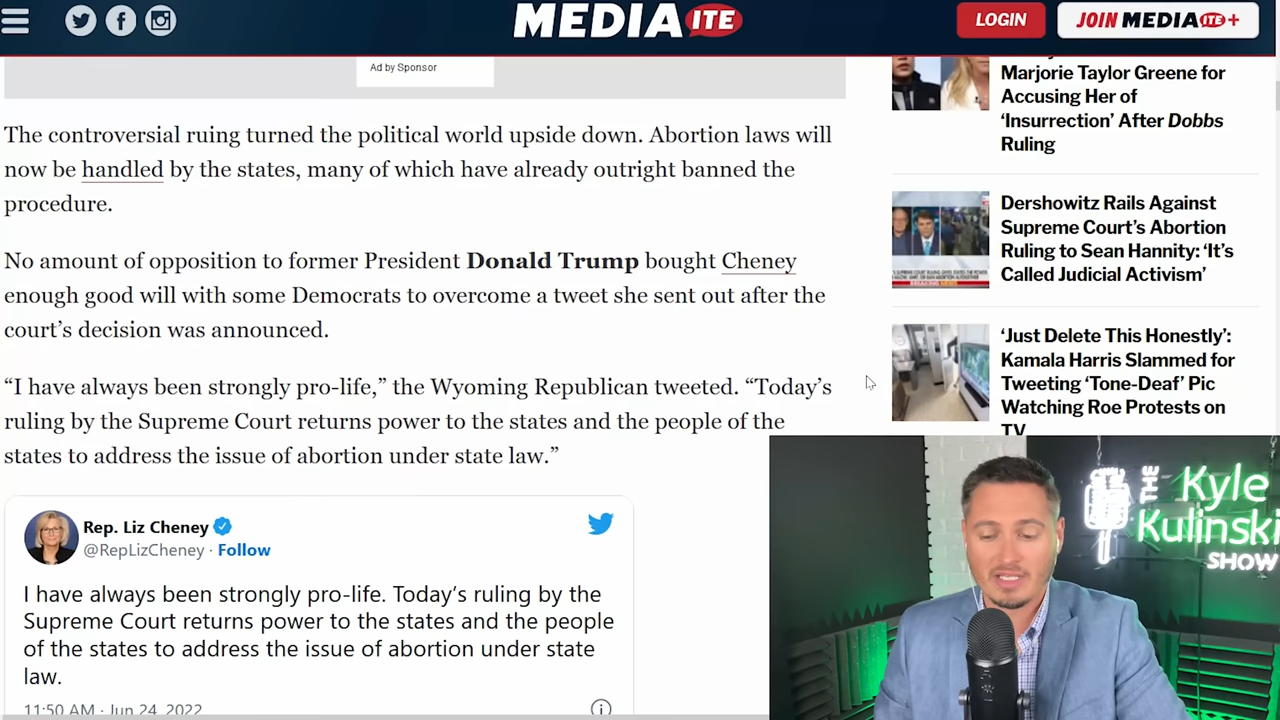 MEDIAITE
LOGIN
JOIN MEDIAITE+
Ad by Sponsor
The controversial ruing turned the political world upside down. Abortion laws will
now be handled by the states, many of which have already outright banned the
procedure.
No amount of opposition to former President Donald Trump bought Cheney
enough good will with some Democrats to overcome a tweet she sent out after the
court’s decision was announced.
“I have always been strongly pro-life,” the Wyoming Republican tweeted. “Today’s
ruling by the Supreme Court returns power to the states and the people of the
states to address the issue of abortion under state law.”
Rep. Liz Cheney
@RepLizCheney · Follow
I have always been strongly pro-life. Today’s ruling by the
Supreme Court returns power to the states and the people
of the states to address the issue of abortion under state
law.
11:50 AM · Jun 24, 2022
Marjorie Taylor Greene for
Accusing Her of
‘Insurrection’ After Dobbs
Ruling
Dershowitz Rails Against
Supreme Court’s Abortion
Ruling to Sean Hannity: ‘It’s
Called Judicial Activism’
‘Just Delete This Honestly’:
Kamala Harris Slammed for
Tweeting ‘Tone-Deaf’ Pic
Watching Roe Protests on
TV
THE
Kyle
Kulinski
SHOW